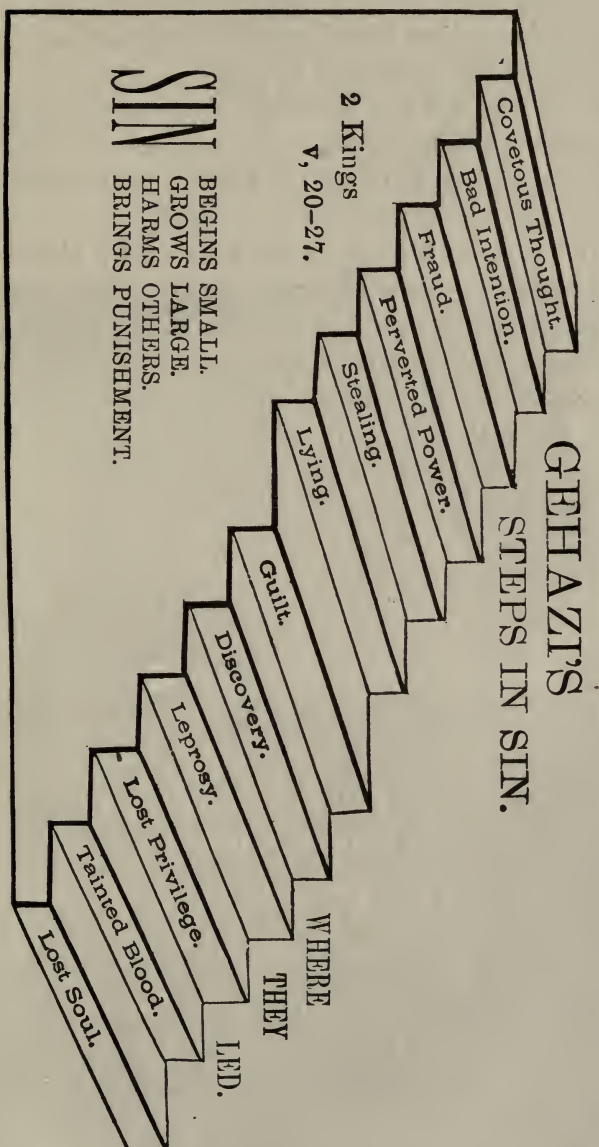 GEHAZI'S
STEPS IN SIN.
Covetous Thought.
Bad Intention.
Fraud.
Perverted Power.
Stealing.
Lying.
Guilt.
Discovery.
Leprosy.
Lost Privilege.
Tainted Blood.
Lost Soul.
WHERE
THEY
LED.
2 Kings
v, 20-27.
SIN
BEGINS SMALL.
GROWS LARGE.
HARMS OTHERS.
BRINGS PUNISHMENT.